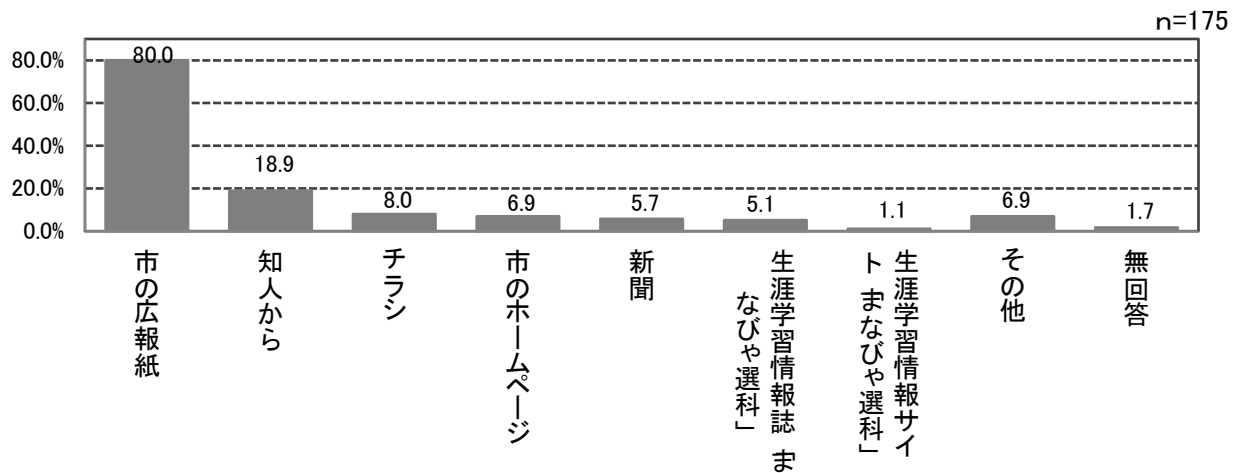 n=175
80.0%
60.0%
40.0%
20.0%
0.0%
80.0
18.9
8.0
6.9
5.7
5.1
1.1
6.9
1.7
市の広報紙
知人から
チラシ
市のホームページ
新聞
生涯学習情報誌「ま
なびゃ選科」
生涯学習情報サイ
ト「まなびゃ選科」
その他
無回答